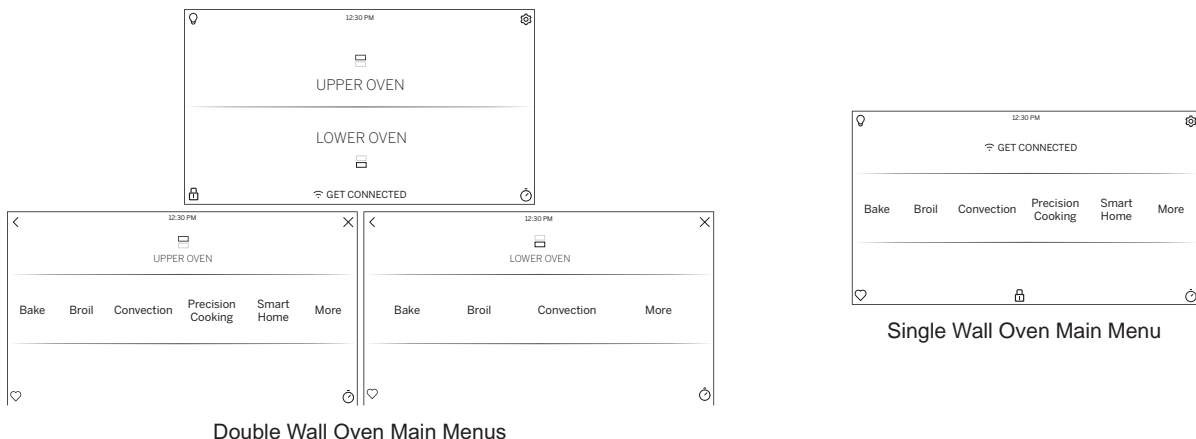 12:30 PM
UPPER OVEN
LOWER OVEN
GET CONNECTED
12:30 PM
UPPER OVEN
Bake Broil Convection Precision Cooking Smart Home More
12:30 PM
LOWER OVEN
Bake Broil Convection More
Double Wall Oven Main Menus
12:30 PM
GET CONNECTED
Bake Broil Convection Precision Cooking Smart Home More
Single Wall Oven Main Menu